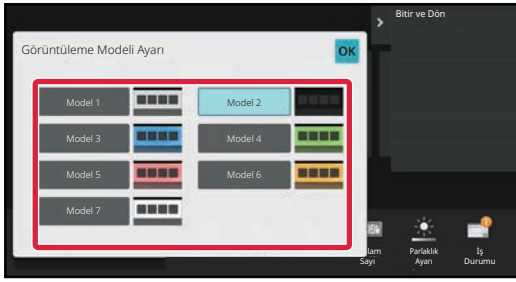 Bitir ve Dön
Görüntüleme Modeli Ayarı
OK
Model 1
Model 2
Model 3
Model 4
Model 5
Model 6
Model 7
lam
Sayı
Parlaklık
Ayarı
İş
Durumu